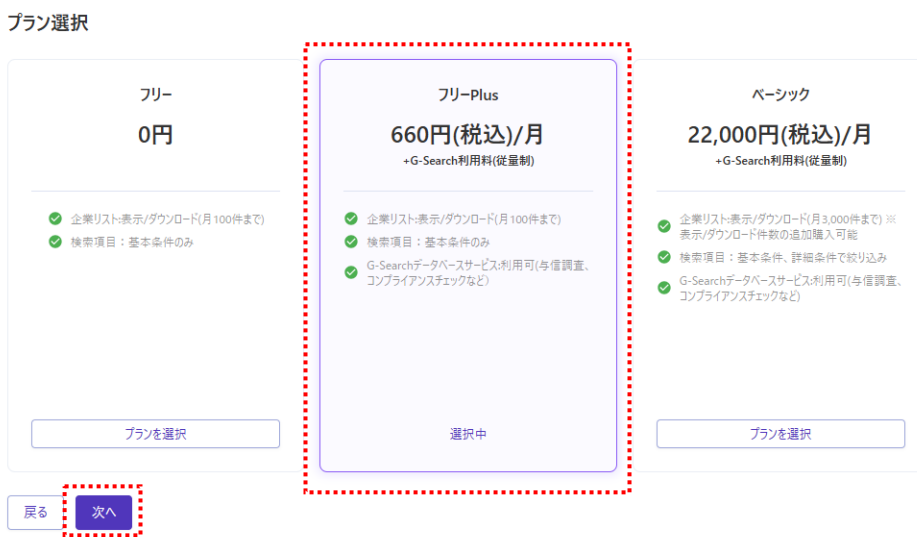 プラン選択
フリー
0円
企業リスト:表示/ダウンロード(月100件まで)
検索項目：基本条件のみ
プランを選択
フリーPlus
660円(税込)/月
+G-Search利用料(従量制)
企業リスト:表示/ダウンロード(月100件まで)
検索項目：基本条件のみ
G-Searchデータベースサービス:利用可(与信調査、
コンプライアンスチェックなど)
選択中
ベーシック
22,000円(税込)/月
+G-Search利用料(従量制)
企業リスト:表示/ダウンロード(月3,000件まで) ※
表示/ダウンロード件数の追加購入可能
検索項目：基本条件、詳細条件で絞り込み
G-Searchデータベースサービス:利用可(与信調査、
コンプライアンスチェックなど)
プランを選択
戻る
次へ